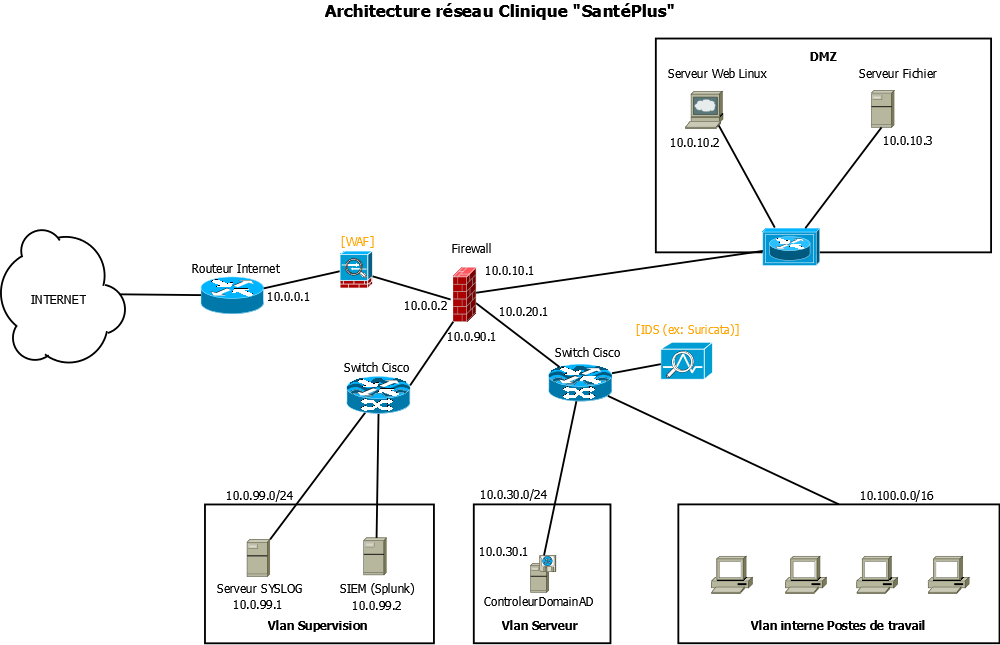 Architecture réseau Clinique "SantéPlus"
DMZ
Serveur Web Linux
Serveur Fichier
10.0.10.2
10.0.10.3
[WAF]
Firewall
Routeur Internet
10.0.10.1
INTERNET
10.0.0.1
10.0.0.2
10.0.20.1
10.0.90.1
[IDS (ex: Suricata)]
Switch Cisco
Switch Cisco
10.0.99.0/24
10.0.30.0/24
10.100.0.0/16
10.0.30.1
Serveur SYSLOG
10.0.99.1
SIEM (Splunk)
10.0.99.2
ControleurDomainAD
Vlan Supervision
Vlan Serveur
Vlan interne Postes de travail